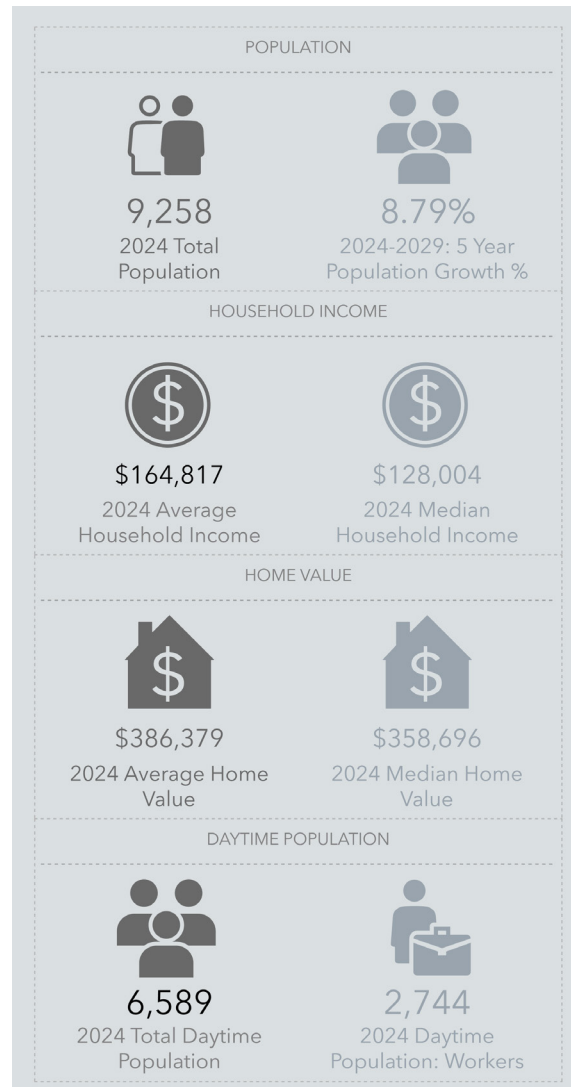 POPULATION
9,258
2024 Total
Population
8.79%
2024-2029: 5 Year
Population Growth %
HOUSEHOLD INCOME
$
$164,817
2024 Average
Household Income
$
$128,004
2024 Median
Household Income
HOME VALUE
$
$386,379
2024 Average Home
Value
$
$358,696
2024 Median Home
Value
DAYTIME POPULATION
6,589
2024 Total Daytime
Population
2,744
2024 Daytime
Population: Workers